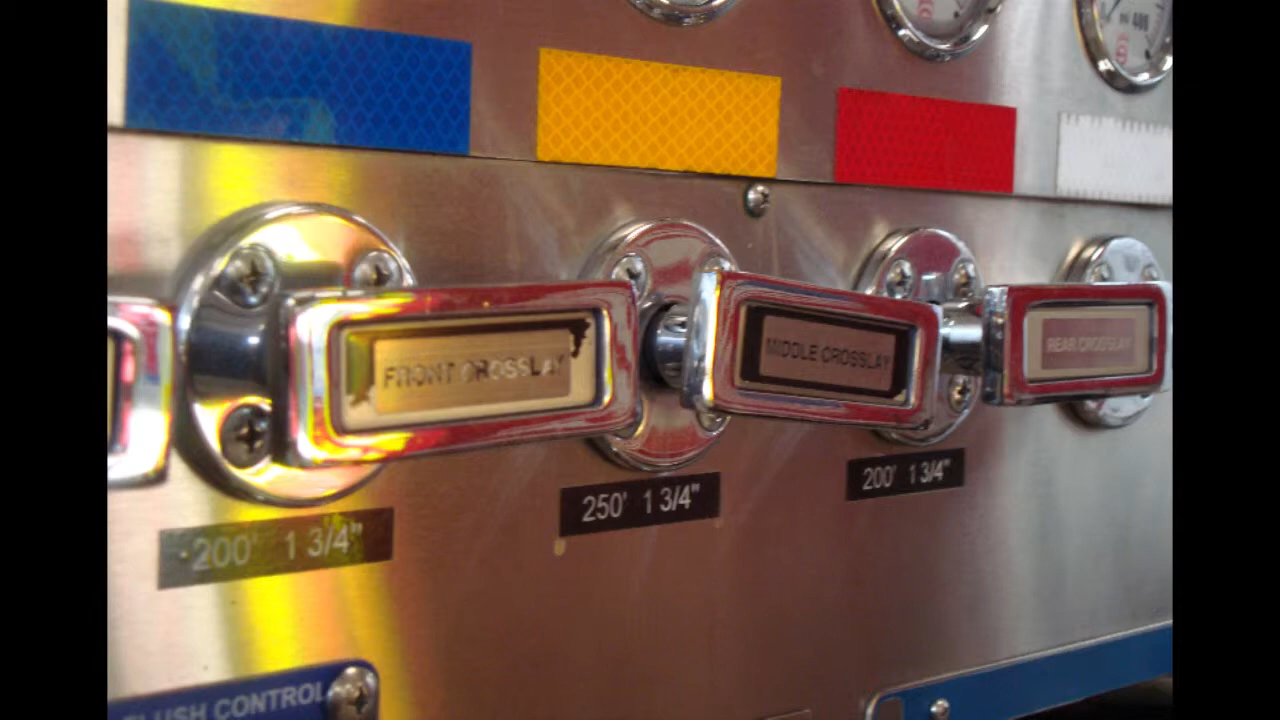 400
FRONT CROSSLAY
MIDDLE CROSSLAY
REAR CROSSLAY
200' 1 3/4"
250' 1 3/4"
200' 1 3/4"
FLUSH CONTROL